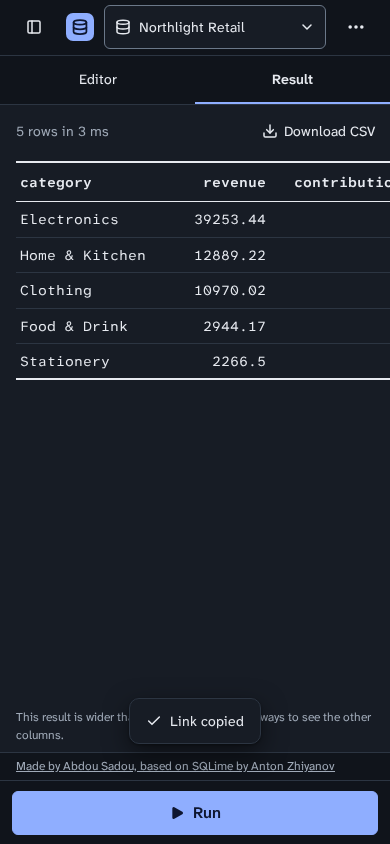 Northlight Retail
Editor Result
5 rows in 3 ms Download CSV
category revenue
Electronics 39253.44
Home & Kitchen 12889.22
Clothing 10970.02
Food & Drink 2944.17
Stationery 2266.5
This result is wider ways to see the other
Link copied
columns.
Made by Abdou Sadou, based on SQLime by Anton Zhiyanov
Run